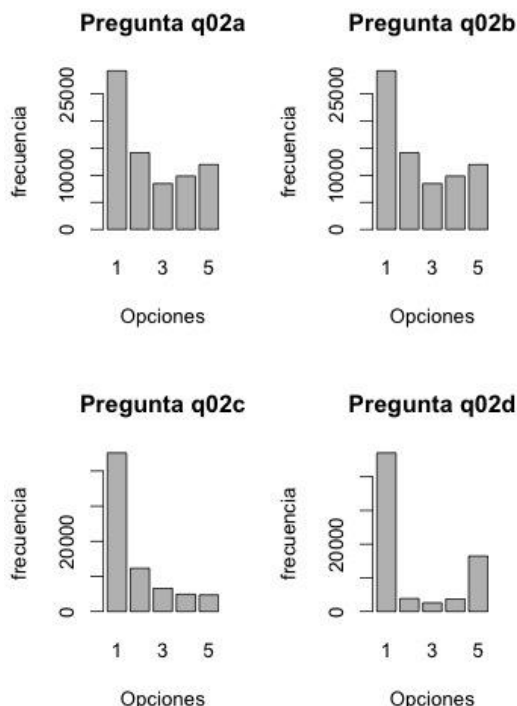 Pregunta q02a
frecuencia
25000
10000
0
1 3 5
Opciones
Pregunta q02b
frecuencia
25000
10000
0
1 3 5
Opciones
Pregunta q02c
frecuencia
20000
0
1 3 5
Opciones
Pregunta q02d
frecuencia
20000
0
1 3 5
Opciones